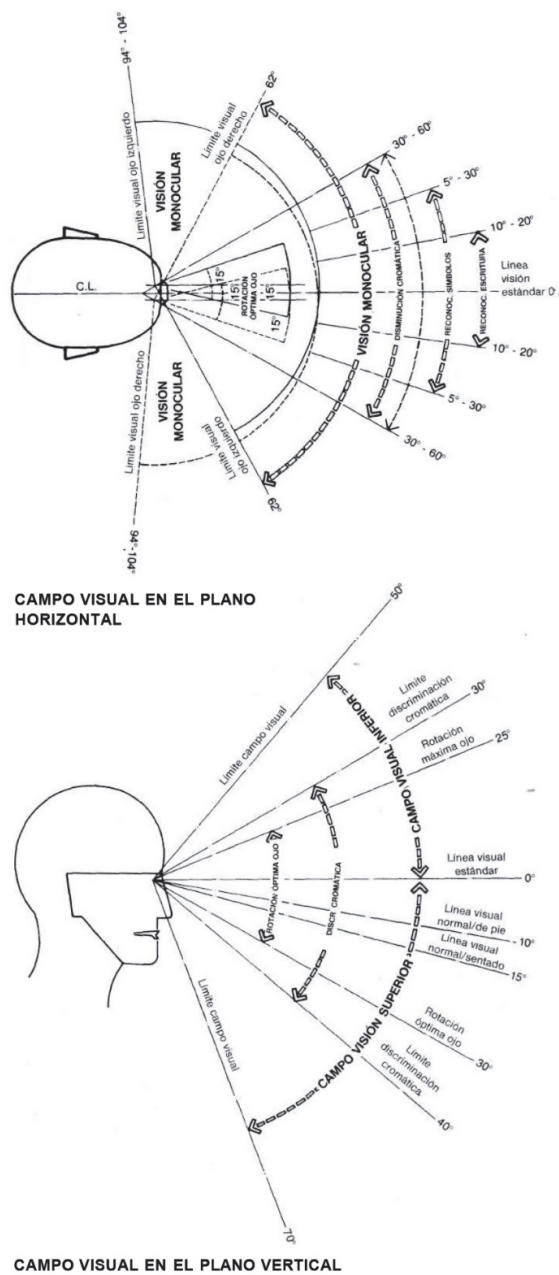 94° - 104°
Límite visual ojo izquierdo
VISIÓN
MONOCULAR
Límite visual
ojo derecho
62°
30° - 60°
5° - 30°
10° - 20°
Línea
visión
estándar 0°
10° - 20°
5° - 30°
30° - 60°
62°
C.L.
15°
15°
ROTACIÓN
ÓPTIMA OJO
15°
15°
VISIÓN MONOCULAR
DISMINUCIÓN CROMÁTICA
RECONOC. SÍMBOLOS
RECONOC. ESCRITURA
Límite visual ojo derecho
VISIÓN
MONOCULAR
Límite visual
ojo izquierdo
94°-104°
CAMPO VISUAL EN EL PLANO
HORIZONTAL
50°
Límite campo visual
Límite
discriminación
cromática
30°
Rotación
máxima ojo
25°
CAMPO VISUAL INFERIOR
ROTACIÓN ÓPTIMA OJO
DISCR. CROMÁTICA
Línea visual
estándar
0°
Línea visual
normal/de pie
10°
Línea visual
normal/sentado
15°
CAMPO VISIÓN SUPERIOR
Rotación
óptima ojo
30°
Límite
discriminación
cromática
40°
Límite campo visual
70°
CAMPO VISUAL EN EL PLANO VERTICAL